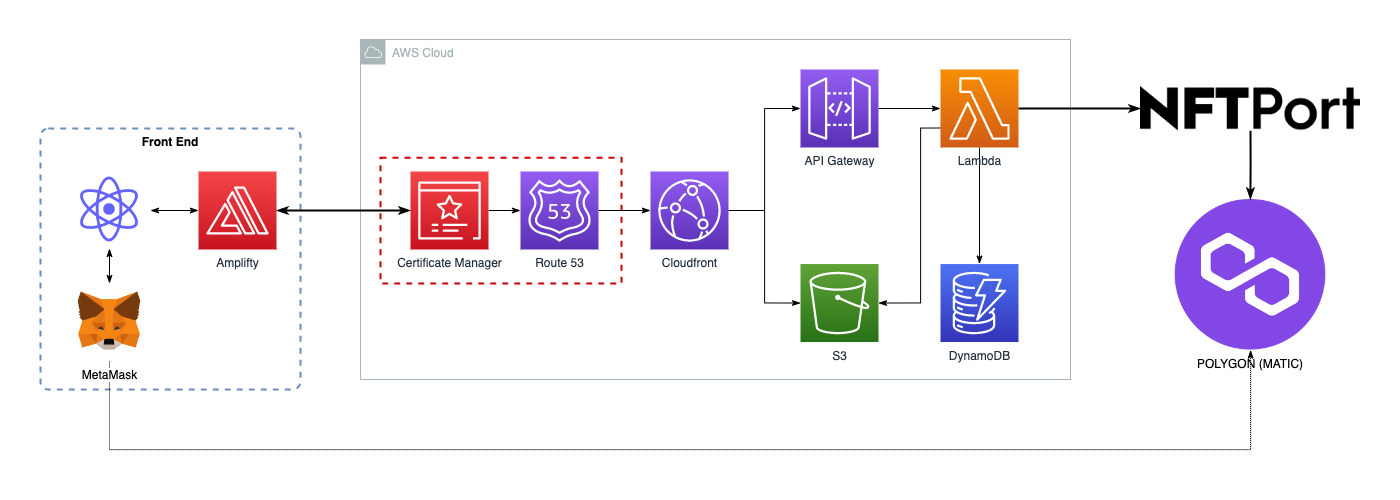 AWS Cloud
Front End
API Gateway
Lambda
NFTPort
</>
53
Amplifty
Certificate Manager
Route 53
Cloudfront
S3
DynamoDB
MetaMask
POLYGON (MATIC)